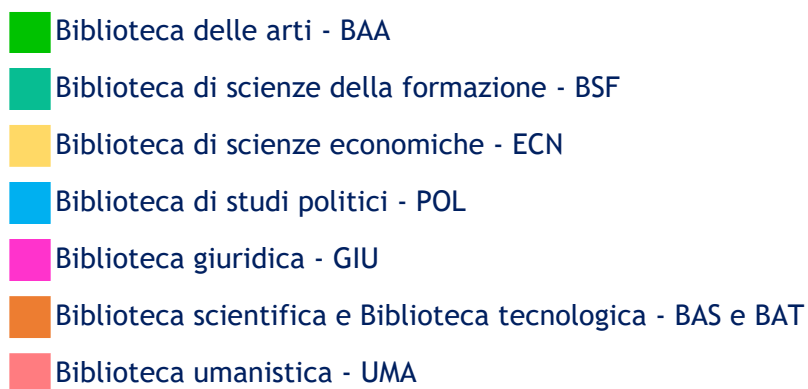 Biblioteca delle arti - BAA
Biblioteca di scienze della formazione - BSF
Biblioteca di scienze economiche - ECN
Biblioteca di studi politici - POL
Biblioteca giuridica - GIU
Biblioteca scientifica e Biblioteca tecnologica - BAS e BAT
Biblioteca umanistica - UMA